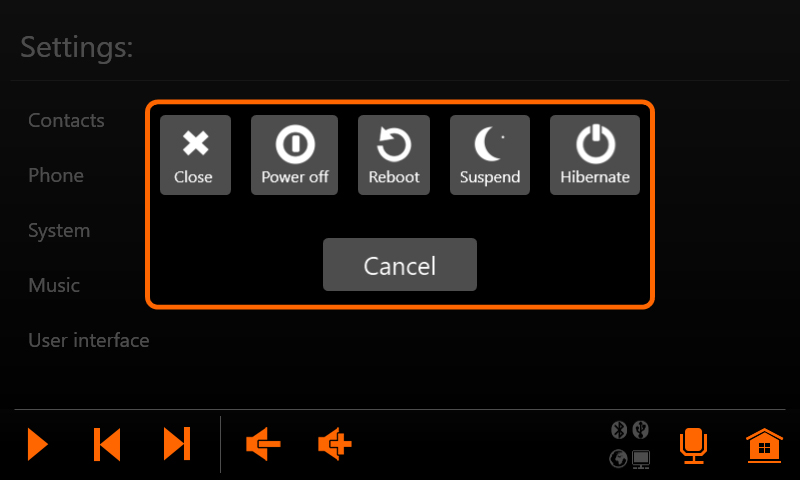 Settings:
Contacts
Phone
System
Music
User interface
Close
Power off
Reboot
Suspend
Hibernate
Cancel